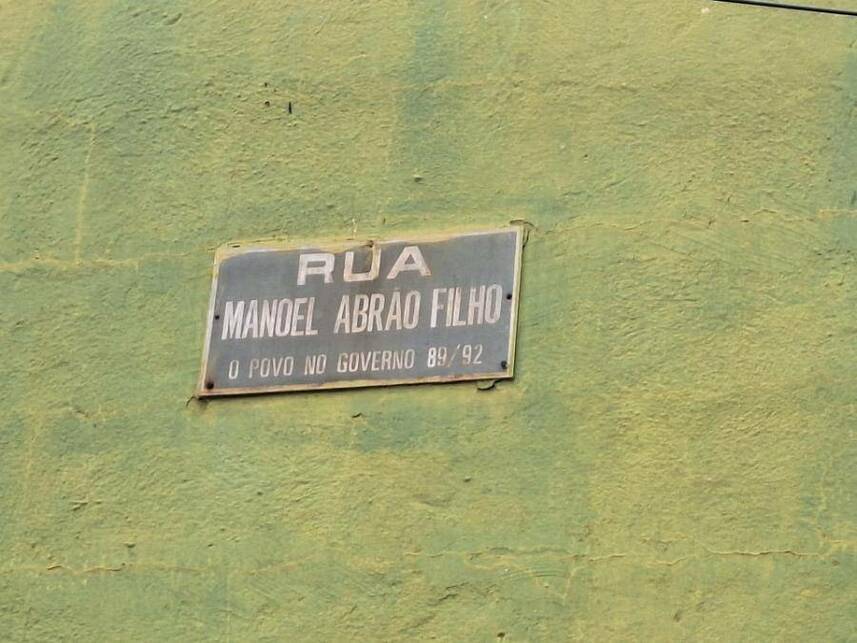 RUA
MANOEL ABRÃO FILHO
O POVO NO GOVERNO 89/92